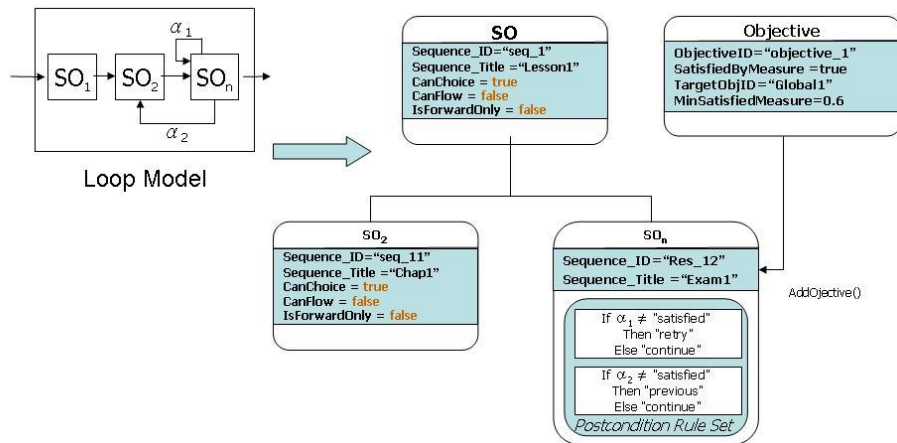 α1
SO1
SO2
SOn
α2
Loop Model
SO
Sequence_ID=“seq_1”
Sequence_Title =“Lesson1”
CanChoice = true
CanFlow = false
IsForwardOnly = false
Objective
ObjectiveID=“objective_1”
SatisfiedByMeasure =true
TargetObjID=“Global1”
MinSatisfiedMeasure=0.6
SO2
Sequence_ID=“seq_11”
Sequence_Title =“Chap1”
CanChoice = true
CanFlow = false
IsForwardOnly = false
SOn
Sequence_ID=“Res_12”
Sequence_Title =“Exam1”
AddOjective()
If α1 ≠ "satisfied"
Then "retry"
Else "continue"
If α2 ≠ "satisfied"
Then "previous"
Else "continue"
Postcondition Rule Set